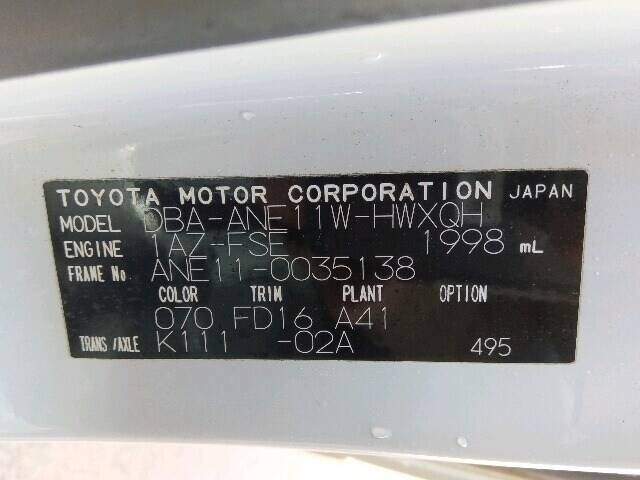 TOYOTA MOTOR CORPORATION JAPAN
MODEL DBA-ANE11W-HWXQH
ENGINE 1AZ-FSE 1998 mL
FRAME No ANE11-0035138
COLOR TRIM PLANT OPTION
070 FD16 A41
TRANS/AXLE K111 -02A 495